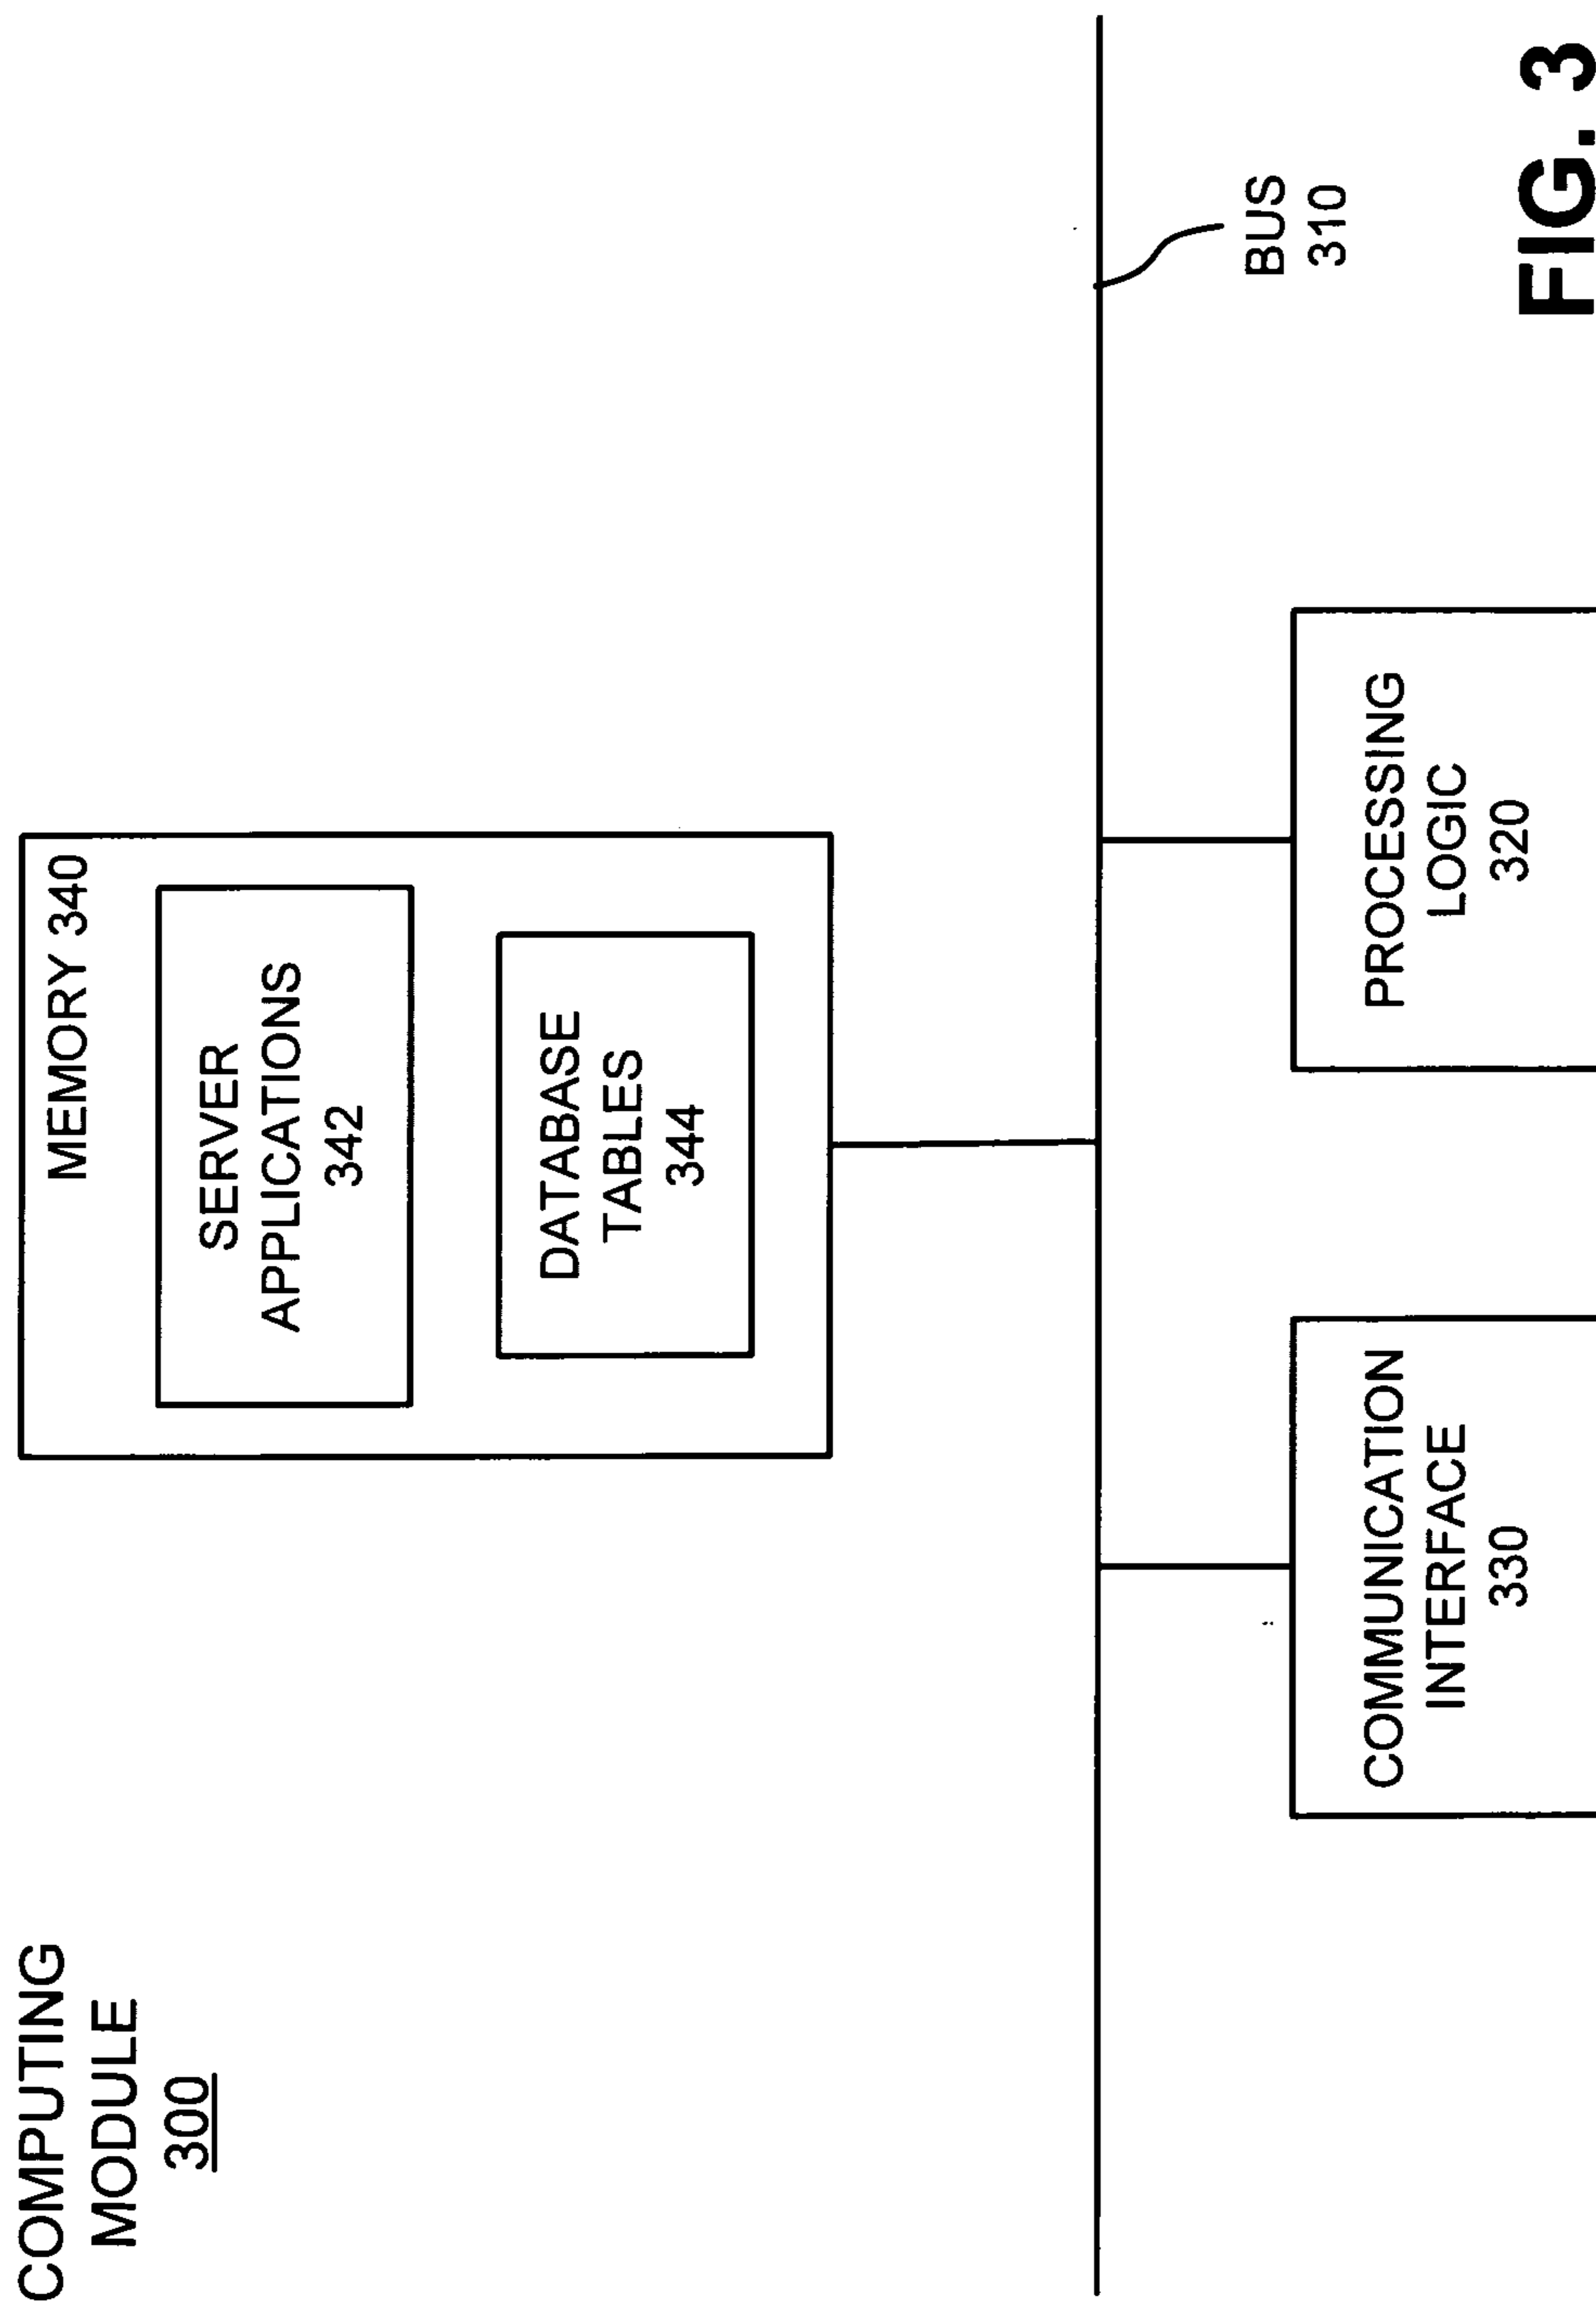 COMPUTING
MODULE
300
MEMORY 340
SERVER
APPLICATIONS
342
DATABASE
TABLES
344
BUS
310
COMMUNICATION
INTERFACE
330
PROCESSING
LOGIC
320
FIG. 3